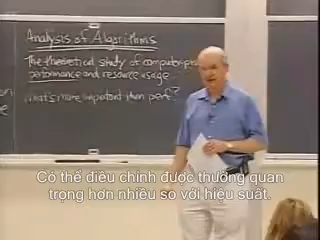 Analysis of Algorithms
The theoretical study of computer-pro
performance and resource usage.
What's more important than perf?
Có thể điều chỉnh được thường quan
trọng hơn nhiều so với hiệu suất.